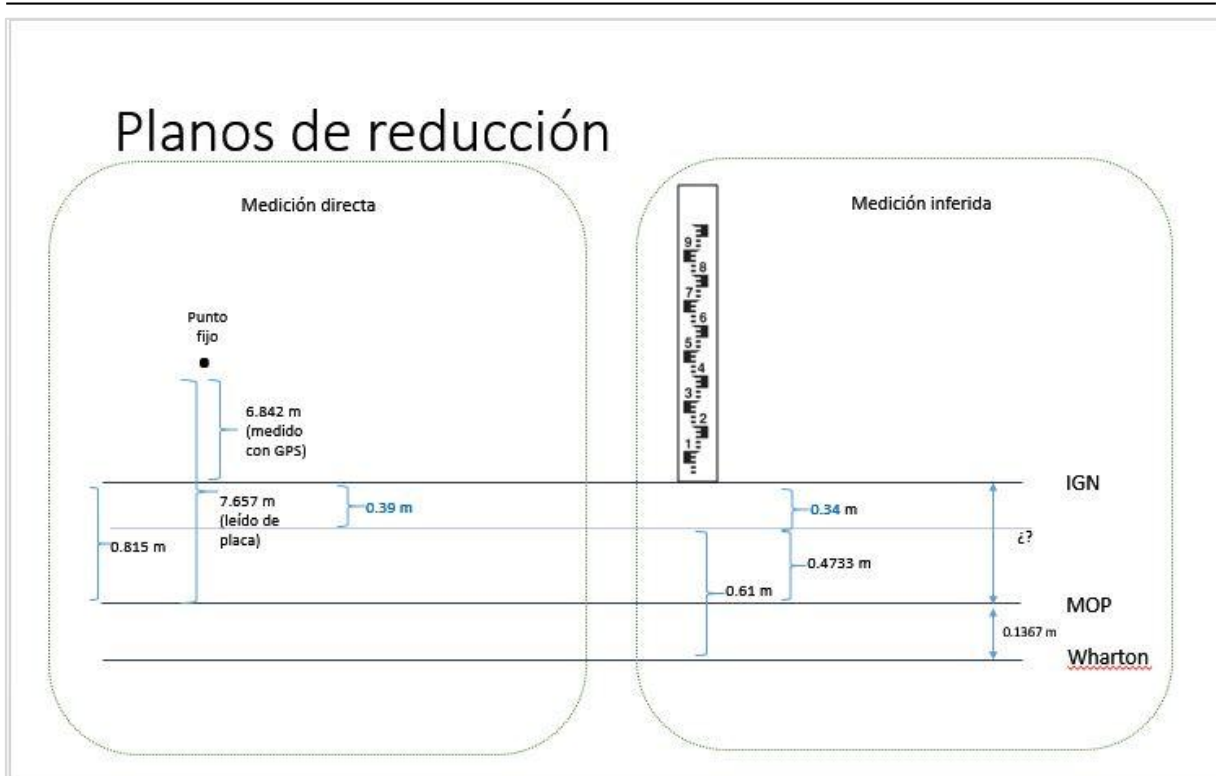 Planos de reducción
Medición directa
Punto
fijo
6.842 m
(medido
con GPS)
7.657 m
(leído de
placa)
0.39 m
0.815 m
Medición inferida
9
8
7
6
5
4
3
2
1
IGN
0.34 m
¿?
0.4733 m
0.61 m
MOP
0.1367 m
Wharton